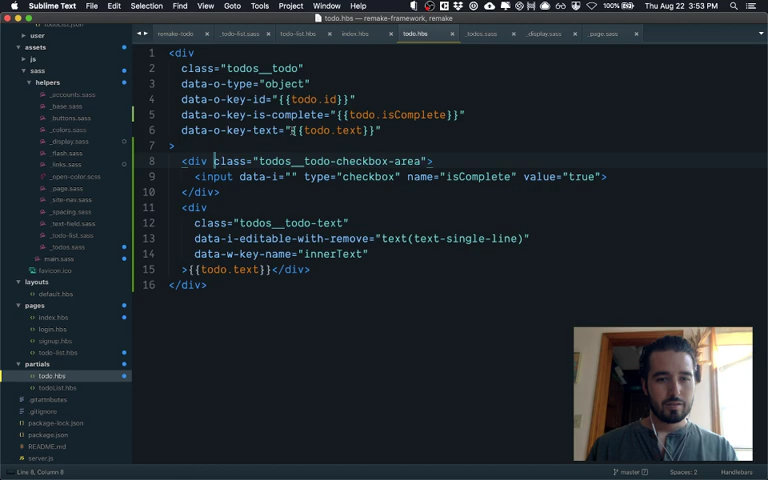 Sublime Text File Edit Selection Find View Goto Tools Project Window Help
100% Thu Aug 22 3:53 PM
todo.hbs — remake-framework, remake
remake-todo _todo-list.sass todo-list.hbs index.hbs todo.hbs _todos.sass _display.sass _page.sass
user
assets
js
sass
helpers
_accounts.sass
_base.sass
_buttons.sass
_colors.sass
_display.sass
_flash.sass
_links.sass
_open-color.scss
_page.sass
_site-nav.sass
_spacing.sass
_text-field.sass
_todo-list.sass
_todos.sass
main.sass
favicon.ico
layouts
default.hbs
pages
index.hbs
login.hbs
signup.hbs
todo-list.hbs
partials
todo.hbs
todoList.hbs
.gitattributes
.gitignore
package-lock.json
package.json
README.md
server.js
1 <div
2 class="todos__todo"
3 data-o-type="object"
4 data-o-key-id="{{todo.id}}"
5 data-o-key-is-complete="{{todo.isComplete}}"
6 data-o-key-text="{{todo.text}}"
7 >
8 <div class="todos__todo-checkbox-area">
9 <input data-i="" type="checkbox" name="isComplete" value="true">
10 </div>
11 <div
12 class="todos__todo-text"
13 data-i-editable-with-remove="text(text-single-line)"
14 data-w-key-name="innerText"
15 >{{todo.text}}</div>
16 </div>
Line 8, Column 8
master
Spaces: 2
Handlebars